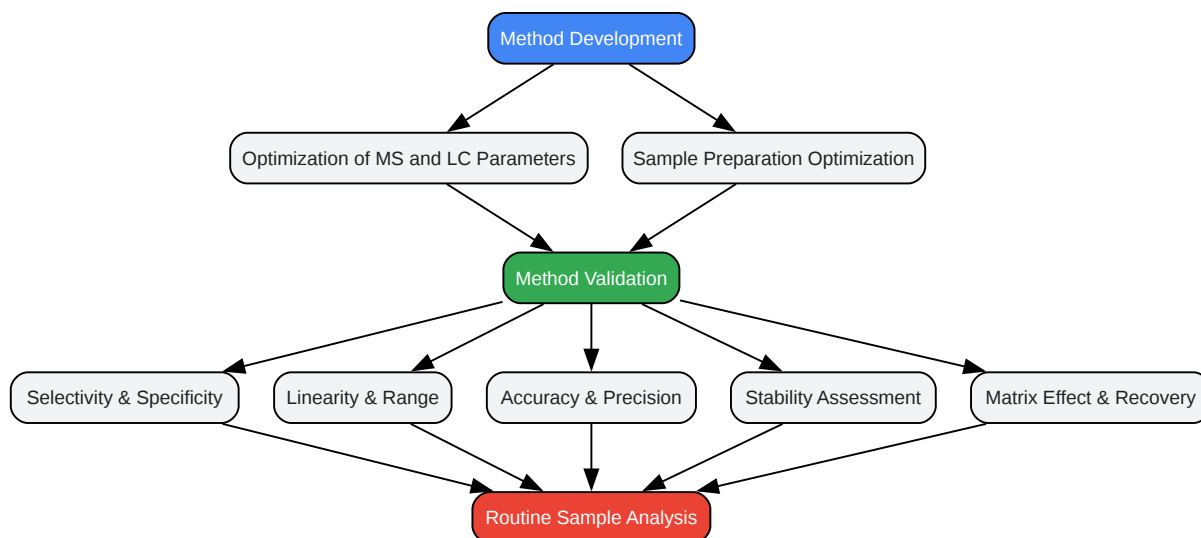 Method Development
Optimization of MS and LC Parameters
Sample Preparation Optimization
Method Validation
Selectivity & Specificity
Linearity & Range
Accuracy & Precision
Stability Assessment
Matrix Effect & Recovery
Routine Sample Analysis